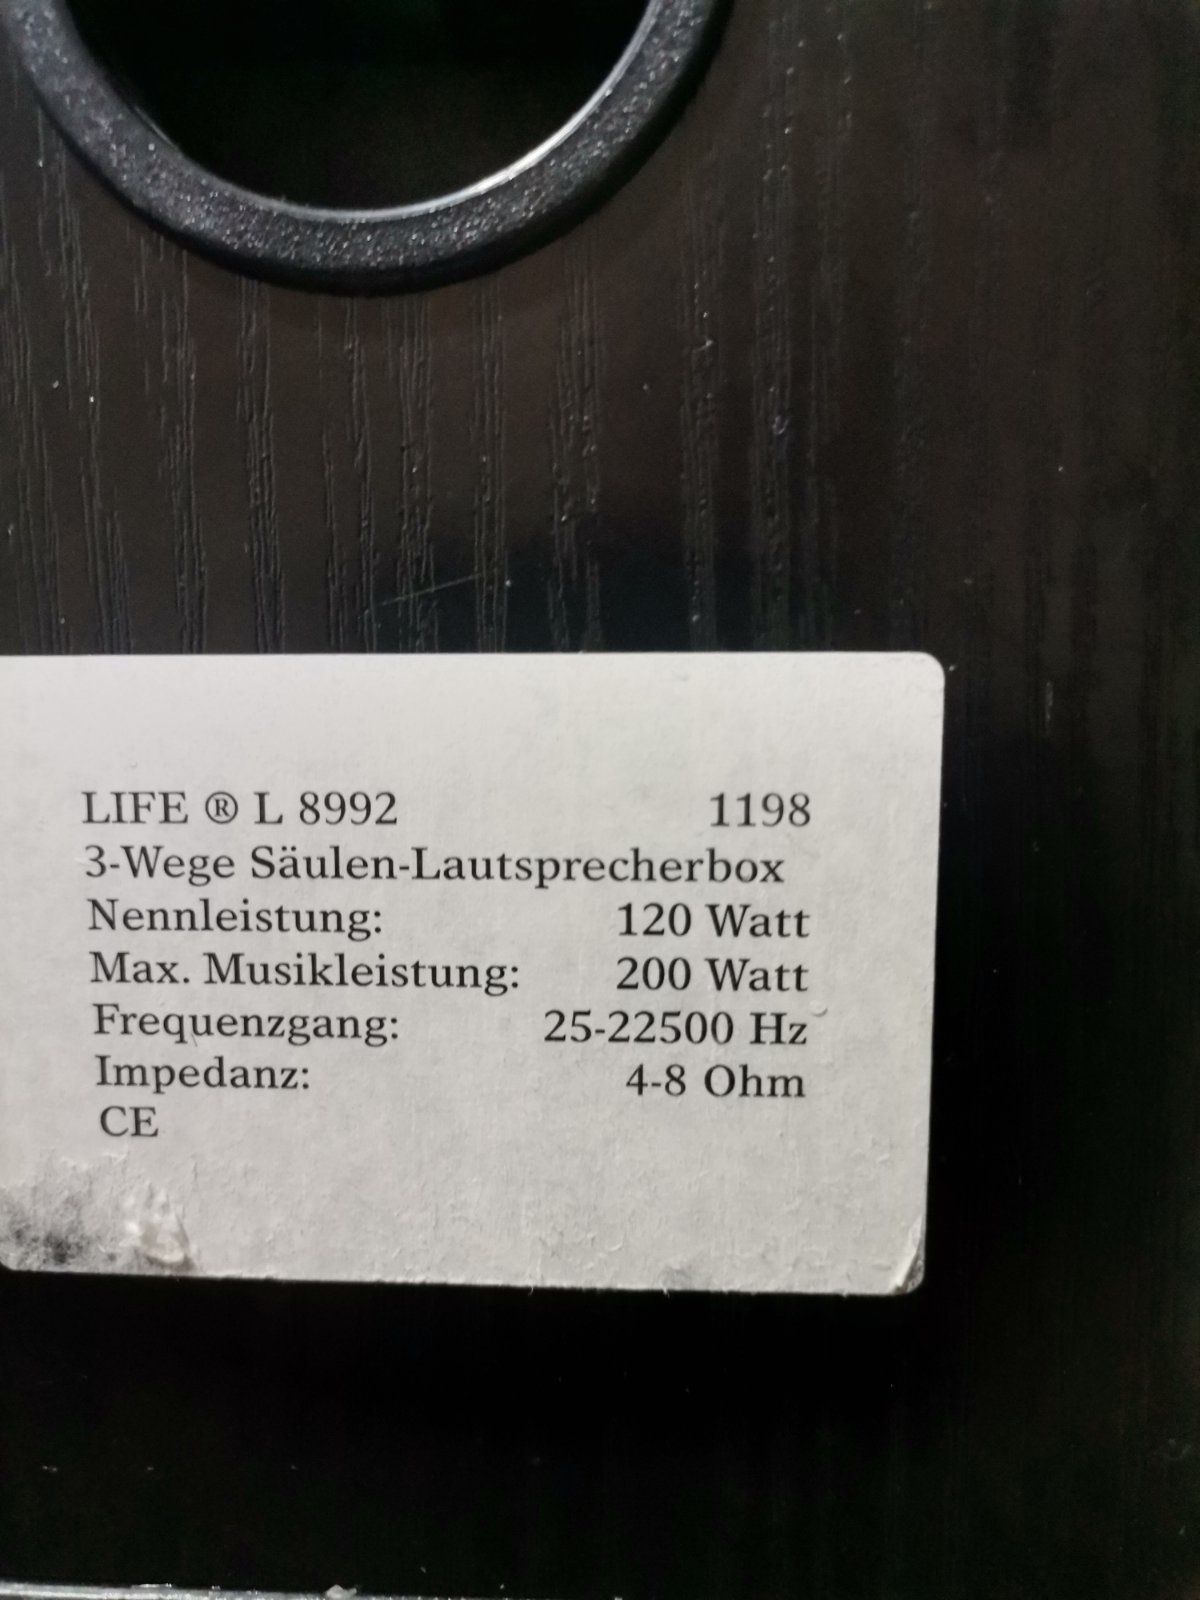 LIFE ® L 8992 1198
3-Wege Säulen-Lautsprecherbox
Nennleistung: 120 Watt
Max. Musikleistung: 200 Watt
Frequenzgang: 25-22500 Hz
Impedanz: 4-8 Ohm
CE